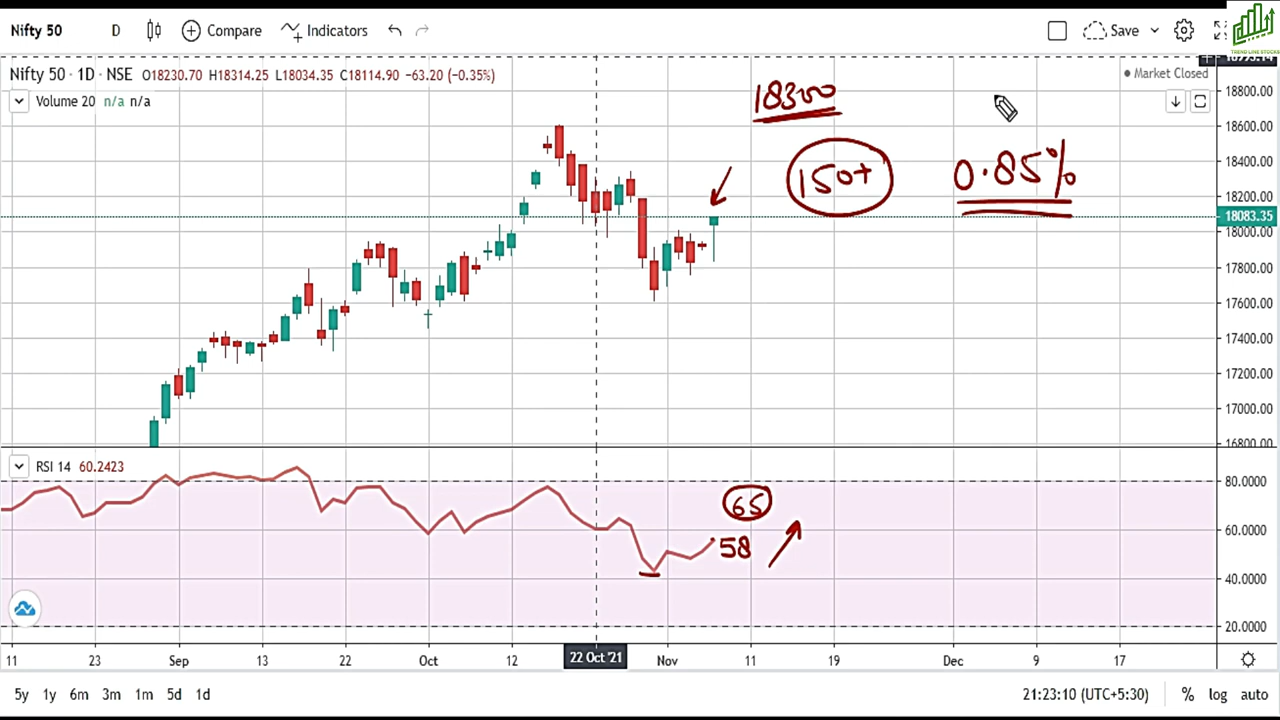 Nifty 50 D Compare Indicators Save
TREND LINE STOCKS
Nifty 50 · 1D · NSE O18230.70 H18314.25 L18034.35 C18114.90 −63.20 (−0.35%)
Market Closed
Volume 20 n/a n/a
18300
150+
0.85%
18800.00
18600.00
18400.00
18200.00
18083.35
18000.00
17800.00
17600.00
17400.00
17200.00
17000.00
16800.00
RSI 14 60.2423
65
58
80.0000
60.0000
40.0000
20.0000
11 23 Sep 13 22 Oct 12 22 Oct '21 Nov 11 19 Dec 9 17
5y 1y 6m 3m 1m 5d 1d 21:23:10 (UTC+5:30) % log auto